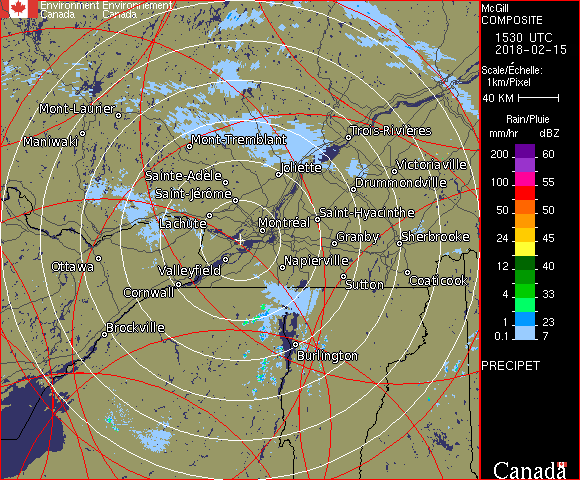 Environment Environnement
Canada Canada
McGill
COMPOSITE
1530 UTC
2018-02-15
Scale/Échelle:
1km/Pixel
40 KM
Rain/Pluie
mm/hr dBZ
200 60
100 55
50 50
24 45
12 40
4 33
1 23
0.1 7
PRECIPET
Canada
Mont-Laurier
Maniwaki
Mont-Tremblant
Trois-Rivières
Joliette
Victoriaville
Sainte-Adèle
Drummondville
Saint-Jérôme
Saint-Hyacinthe
Lachute
Montréal
Granby
Sherbrooke
Ottawa
Valleyfield
Napierville
Cornwall
Sutton
Coaticook
Brockville
Burlington